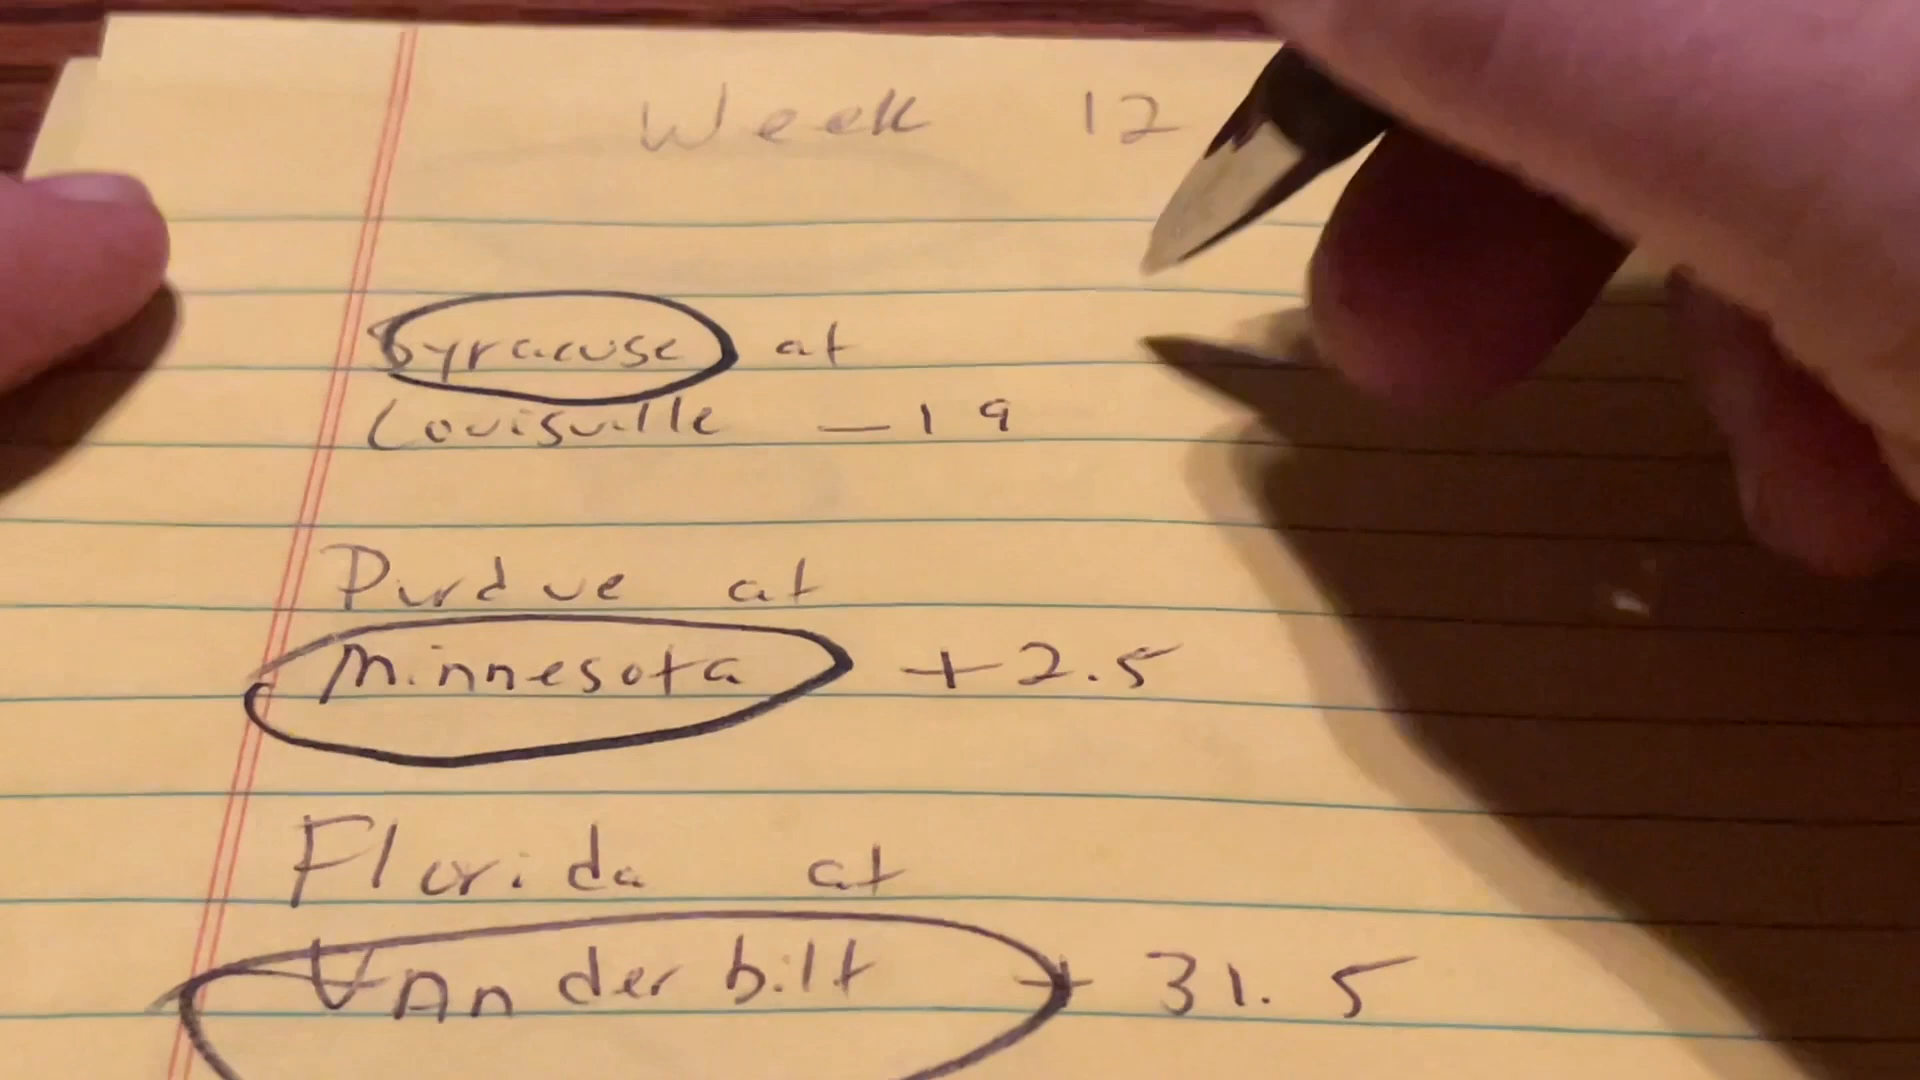 Week 12
Syracuse at
Louisville -19
Purdue at
Minnesota +2.5
Florida at
VAnderbilt + 31.5